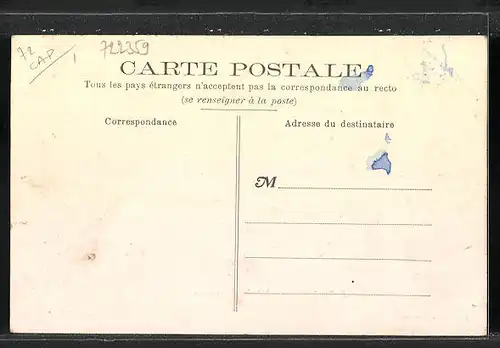 72
CAP
722359
CARTE POSTALE
Tous les pays étrangers n'acceptent pas la correspondance au recto
(se renseigner à la poste)
Correspondance
Adresse du destinataire
M